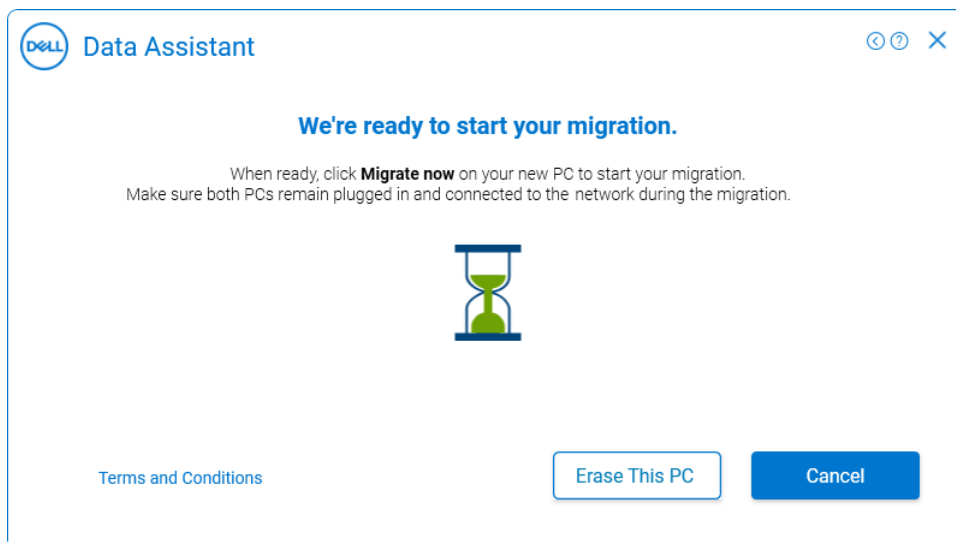 DELL
Data Assistant
We're ready to start your migration.
When ready, click Migrate now on your new PC to start your migration.
Make sure both PCs remain plugged in and connected to the network during the migration.
Terms and Conditions
Erase This PC
Cancel